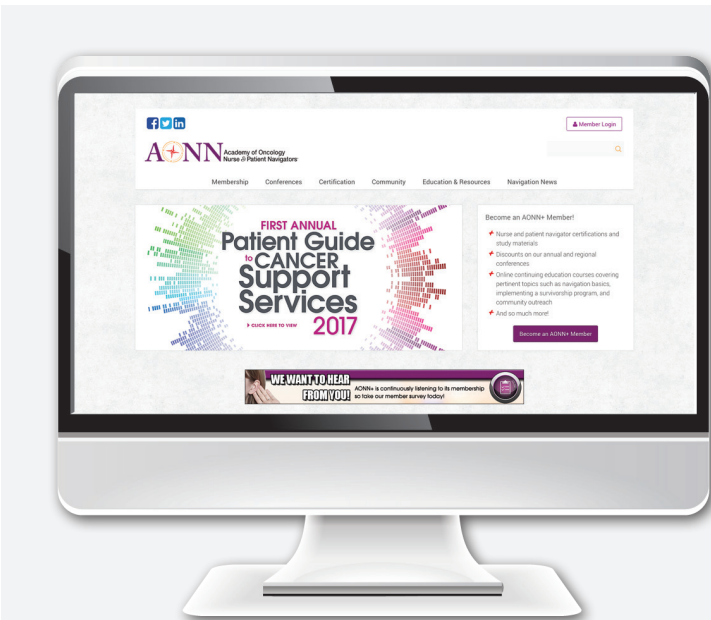 Member Login
A NN
Academy of Oncology
Nurse & Patient Navigators
Membership Conferences Certification Community Education & Resources Navigation News
FIRST ANNUAL
Patient Guide
to CANCER
Support
Services
CLICK HERE TO VIEW 2017
Become an AONN+ Member!
Nurse and patient navigator certifications and
study materials
Discounts on our annual and regional
conferences
Online continuing education courses covering
pertinent topics such as navigation basics,
implementing a survivorship program, and
community outreach
And so much more!
Become an AONN+ Member
WE WANT TO HEAR
FROM YOU!
AONN+ is continuously listening to its membership
so take our member survey today!